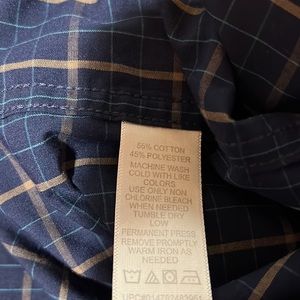 55% COTTON
45% POLYESTER
MACHINE WASH
COLD WITH LIKE
COLORS
USE ONLY NON
CHLORINE BLEACH
WHEN NEEDED
TUMBLE DRY
LOW
PERMANENT PRESS
REMOVE PROMPTLY
WARM IRON AS
NEEDED